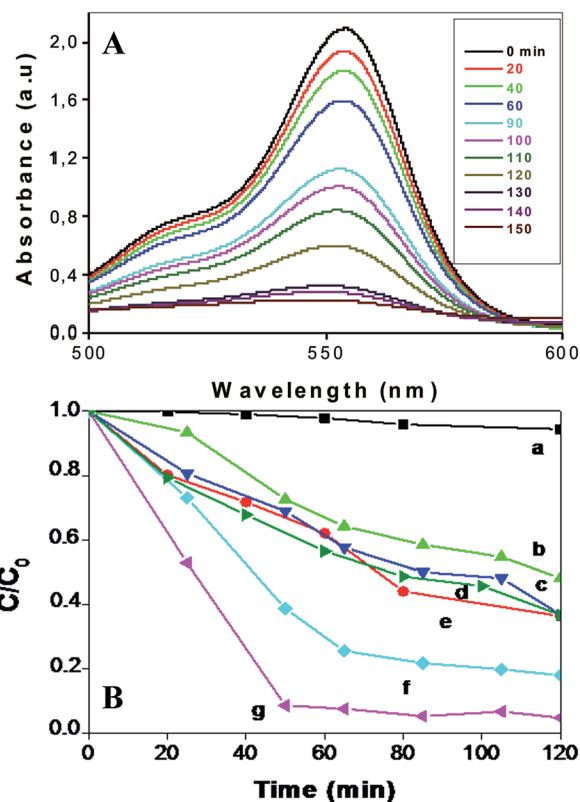 A
Absorbance (a.u)
2,0
1,6
1,2
0,8
0,4
0,0
0 min
20
40
60
90
100
110
120
130
140
150
500
550
600
Wavelength (nm)
B
C/C0
1.0
0.8
0.6
0.4
0.2
0.0
a
b
c
d
e
f
g
0
20
40
60
80
100
120
Time (min)